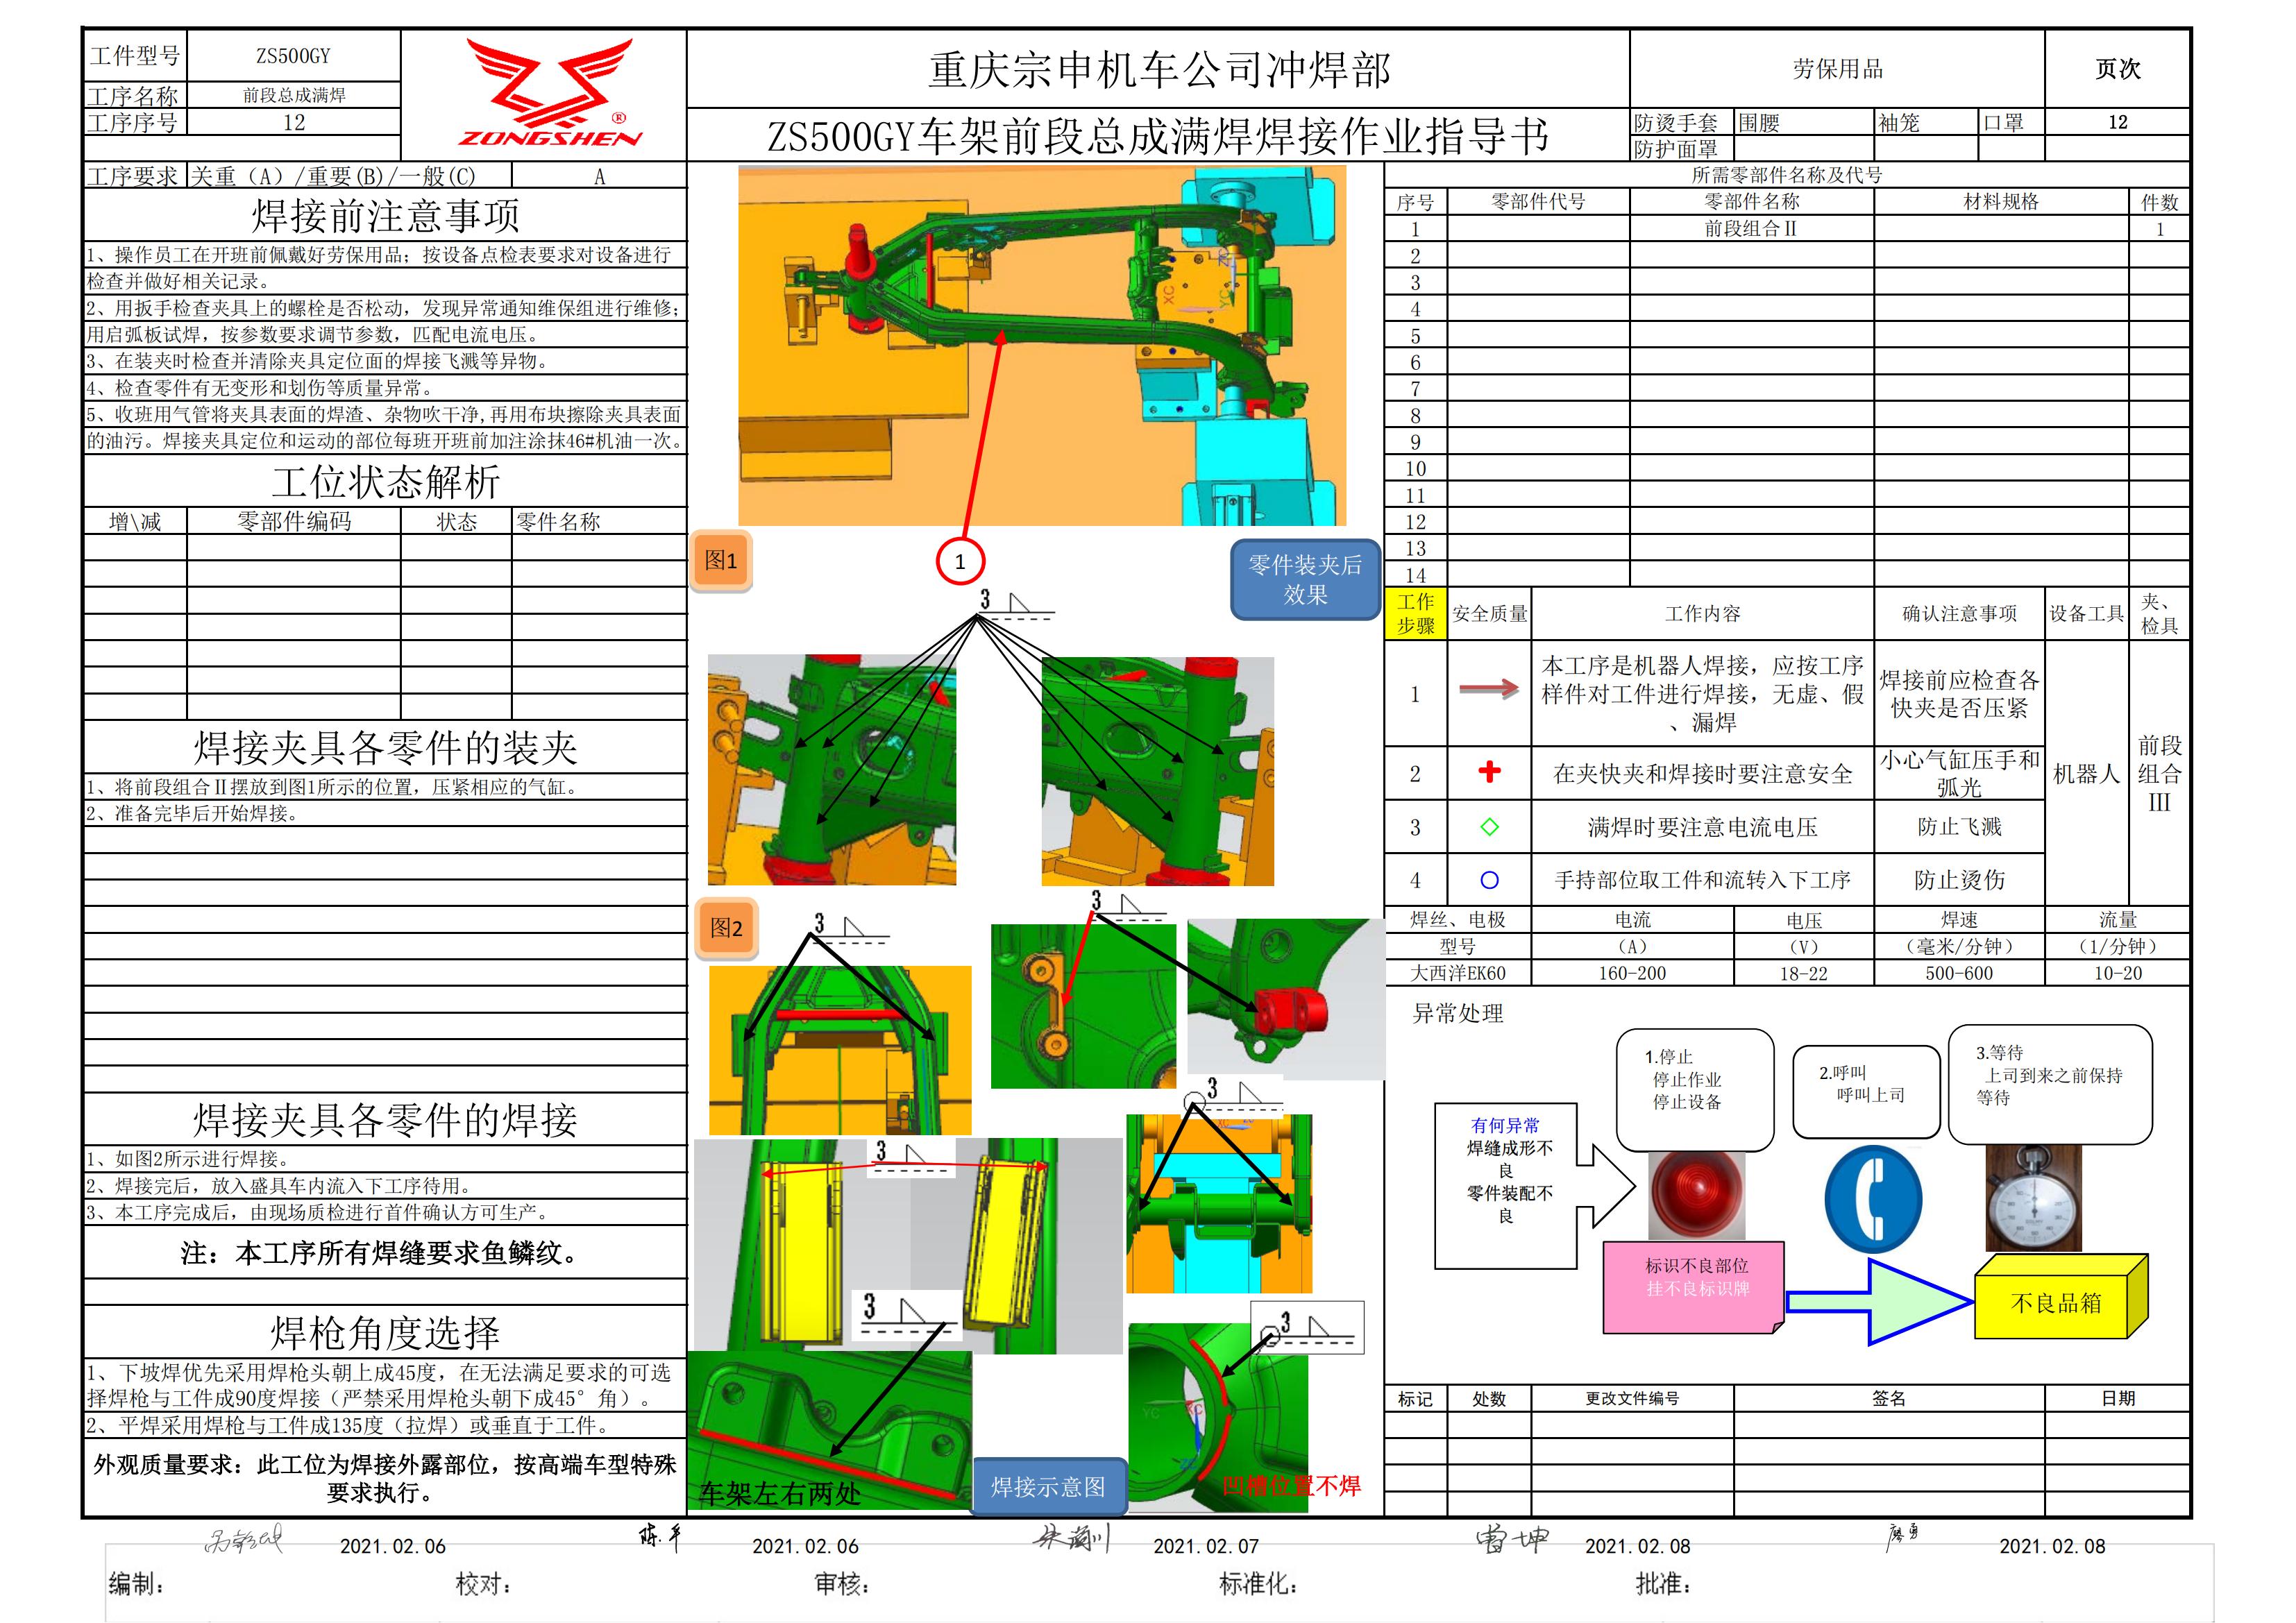 工件型号 ZS500GY
工序名称 前段总成满焊
工序序号 12
ZONGSHEN ®
重庆宗申机车公司冲焊部
ZS500GY车架前段总成满焊焊接作业指导书
劳保用品 页次
防烫手套 围腰 袖笼 口罩 12
防护面罩
工序要求 关重（A）/重要(B)/一般(C) A
焊接前注意事项
1、操作员工在开班前佩戴好劳保用品；按设备点检表要求对设备进行
检查并做好相关记录。
2、用扳手检查夹具上的螺栓是否松动，发现异常通知维保组进行维修；
用启弧板试焊，按参数要求调节参数，匹配电流电压。
3、在装夹时检查并清除夹具定位面的焊接飞溅等异物。
4、检查零件有无变形和划伤等质量异常。
5、收班用气管将夹具表面的焊渣、杂物吹干净,再用布块擦除夹具表面
的油污。焊接夹具定位和运动的部位每班开班前加注涂抹46#机油一次。
工位状态解析
增\减 零部件编码 状态 零件名称
焊接夹具各零件的装夹
1、将前段组合Ⅱ摆放到图1所示的位置，压紧相应的气缸。
2、准备完毕后开始焊接。
焊接夹具各零件的焊接
1、如图2所示进行焊接。
2、焊接完后，放入盛具车内流入下工序待用。
3、本工序完成后，由现场质检进行首件确认方可生产。
注：本工序所有焊缝要求鱼鳞纹。
焊枪角度选择
1、下坡焊优先采用焊枪头朝上成45度，在无法满足要求的可选
择焊枪与工件成90度焊接（严禁采用焊枪头朝下成45°角）。
2、平焊采用焊枪与工件成135度（拉焊）或垂直于工件。
外观质量要求：此工位为焊接外露部位，按高端车型特殊
要求执行。
XC
YC
图1
1
零件装夹后
效果
3
图2
3
3
3
3
3
3
XC
YC
车架左右两处
焊接示意图
凹槽位置不焊
所需零部件名称及代号
序号 零部件代号 零部件名称 材料规格 件数
1 前段组合Ⅱ 1
2
3
4
5
6
7
8
9
10
11
12
13
14
工作
步骤
安全质量 工作内容 确认注意事项 设备工具
夹、
检具
1
本工序是机器人焊接，应按工序
样件对工件进行焊接，无虚、假
、漏焊
焊接前应检查各
快夹是否压紧
2 在夹快夹和焊接时要注意安全
小心气缸压手和
弧光
3 满焊时要注意电流电压 防止飞溅
4 手持部位取工件和流转入下工序 防止烫伤
机器人
前段
组合
Ⅲ
焊丝、电极 电流 电压 焊速 流量
型号 （A） （V） （毫米/分钟） （1/分钟）
大西洋EK60 160-200 18-22 500-600 10-20
异常处理
有何异常
焊缝成形不
良
零件装配不
良
1.停止
停止作业
停止设备
2.呼叫
呼叫上司
3.等待
上司到来之前保持
等待
标识不良部位
挂不良标识牌
不良品箱
标记 处数 更改文件编号 签名 日期
2021.02.06 陈平 2021.02.06 2021.02.07 雷坤 2021.02.08 廖勇 2021.02.08
编制： 校对： 审核： 标准化： 批准：